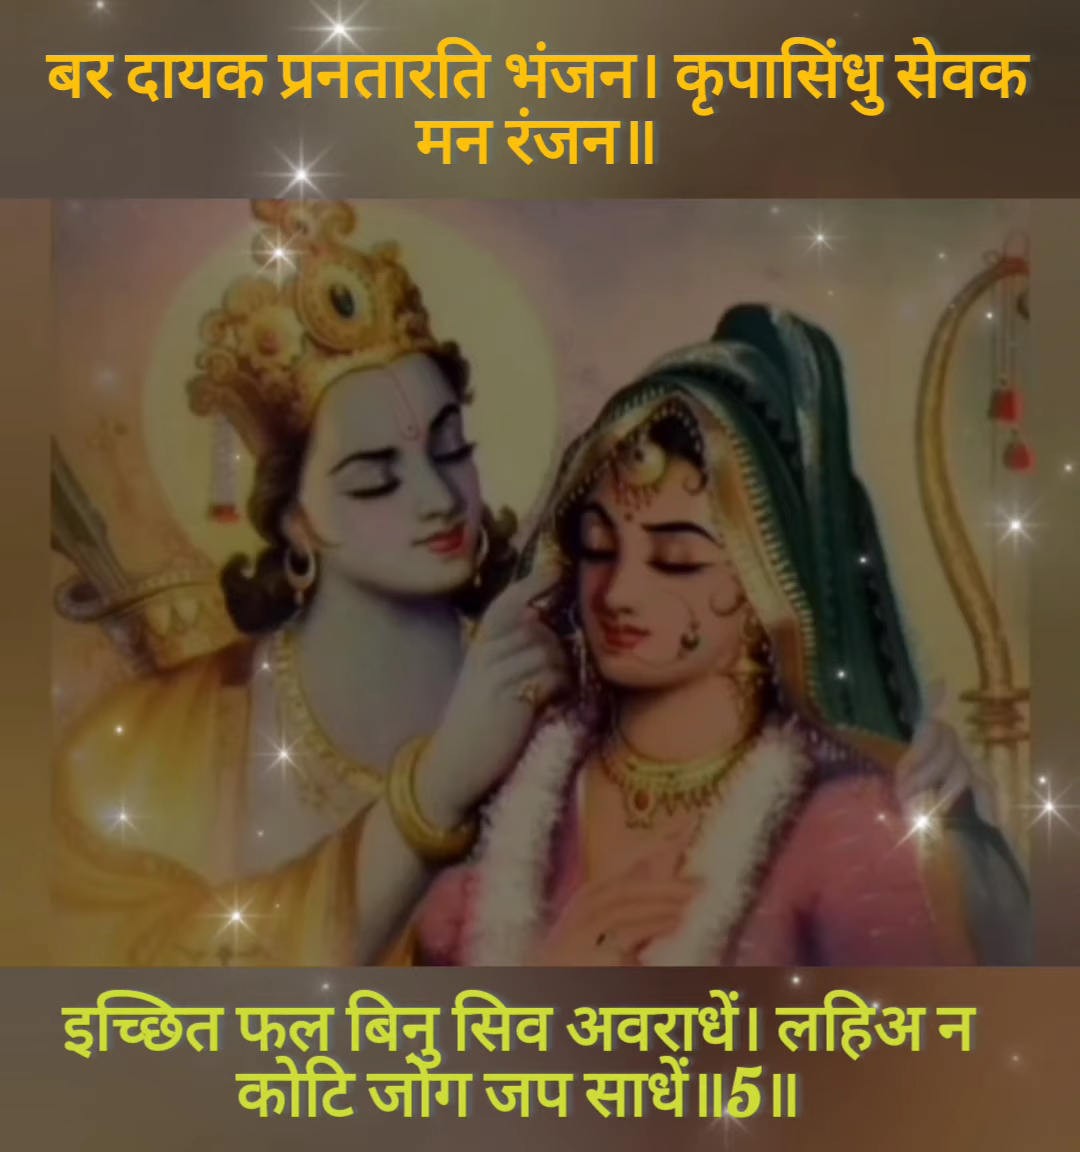 बर दायक प्रनतारति भंजन। कृपासिंधु सेवक
मन रंजन॥
इच्छित फल बिनु सिव अवराधें। लहिअ न
कोटि जोग जप साधें॥5॥